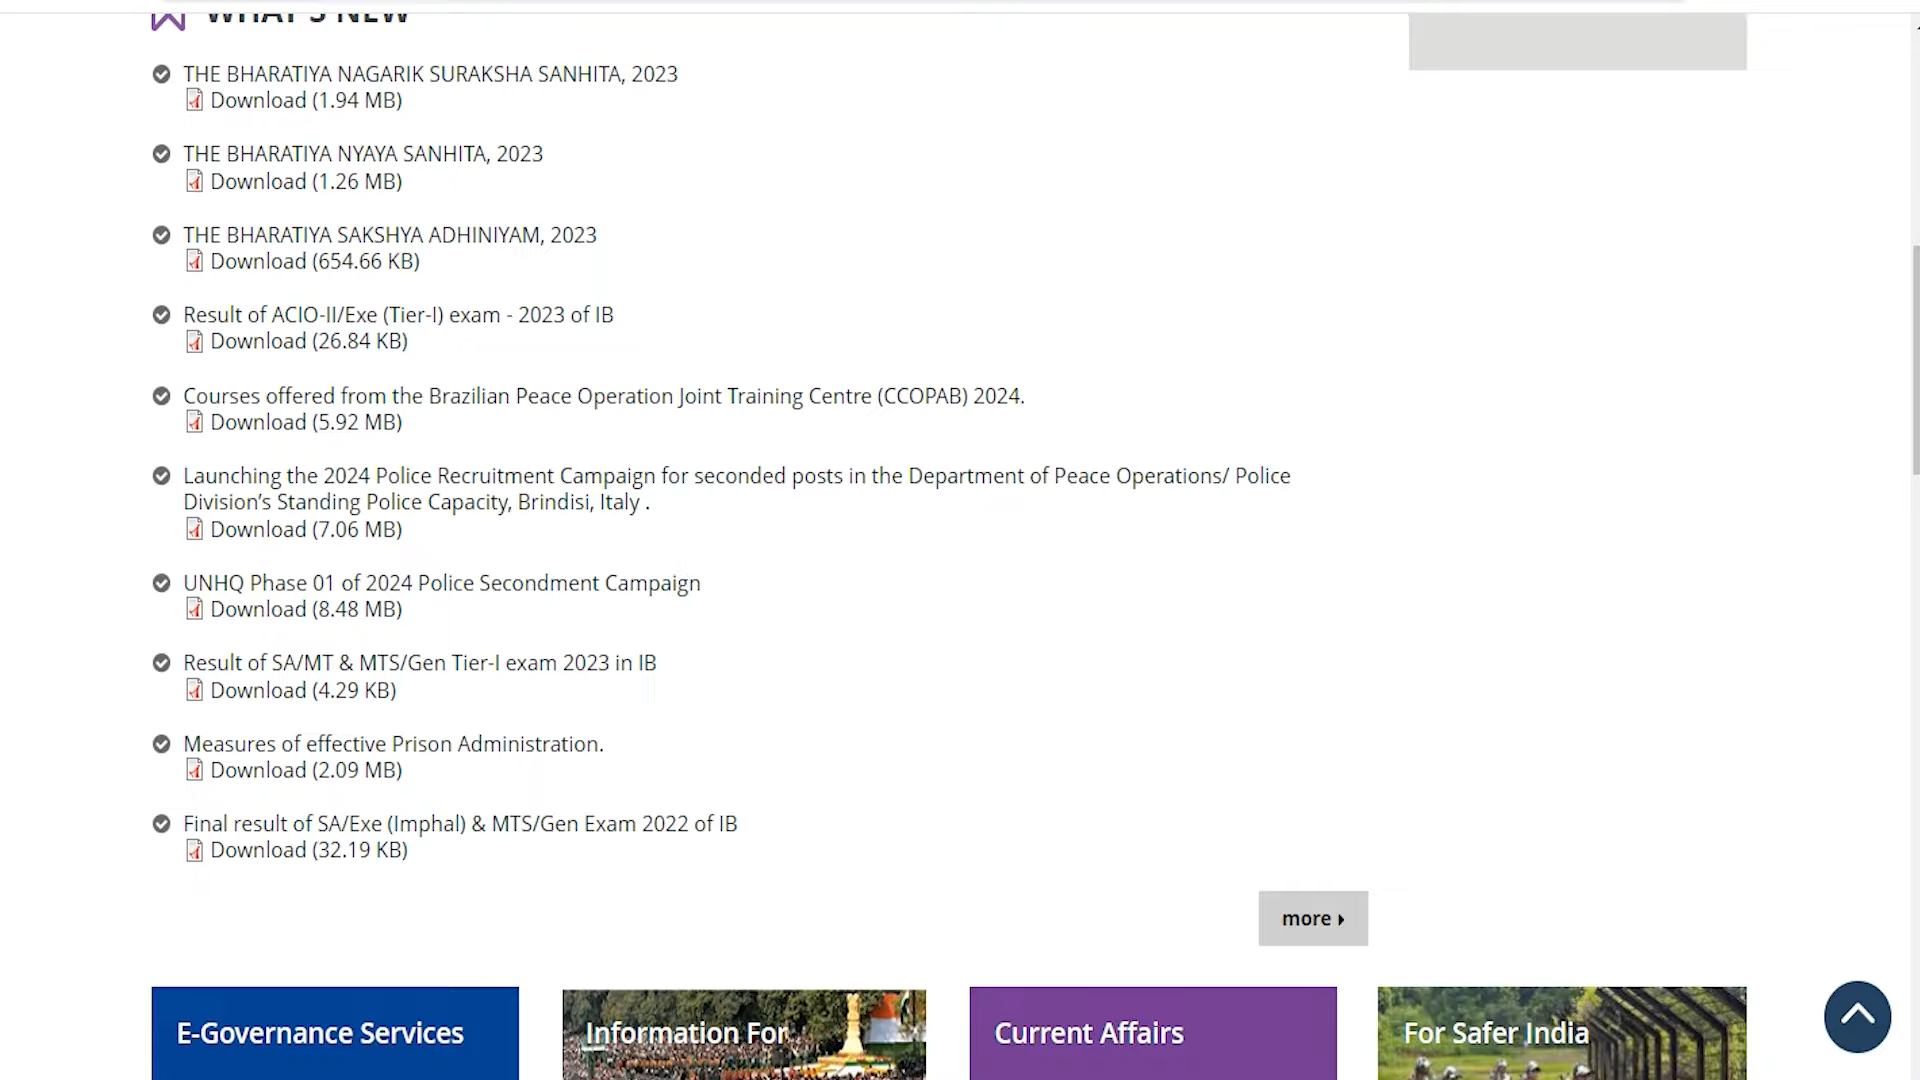 WHAT'S NEW
THE BHARATIYA NAGARIK SURAKSHA SANHITA, 2023
Download (1.94 MB)
THE BHARATIYA NYAYA SANHITA, 2023
Download (1.26 MB)
THE BHARATIYA SAKSHYA ADHINIYAM, 2023
Download (654.66 KB)
Result of ACIO-II/Exe (Tier-I) exam - 2023 of IB
Download (26.84 KB)
Courses offered from the Brazilian Peace Operation Joint Training Centre (CCOPAB) 2024.
Download (5.92 MB)
Launching the 2024 Police Recruitment Campaign for seconded posts in the Department of Peace Operations/ Police
Division’s Standing Police Capacity, Brindisi, Italy .
Download (7.06 MB)
UNHQ Phase 01 of 2024 Police Secondment Campaign
Download (8.48 MB)
Result of SA/MT & MTS/Gen Tier-I exam 2023 in IB
Download (4.29 KB)
Measures of effective Prison Administration.
Download (2.09 MB)
Final result of SA/Exe (Imphal) & MTS/Gen Exam 2022 of IB
Download (32.19 KB)
more
E-Governance Services
Information For
Current Affairs
For Safer India